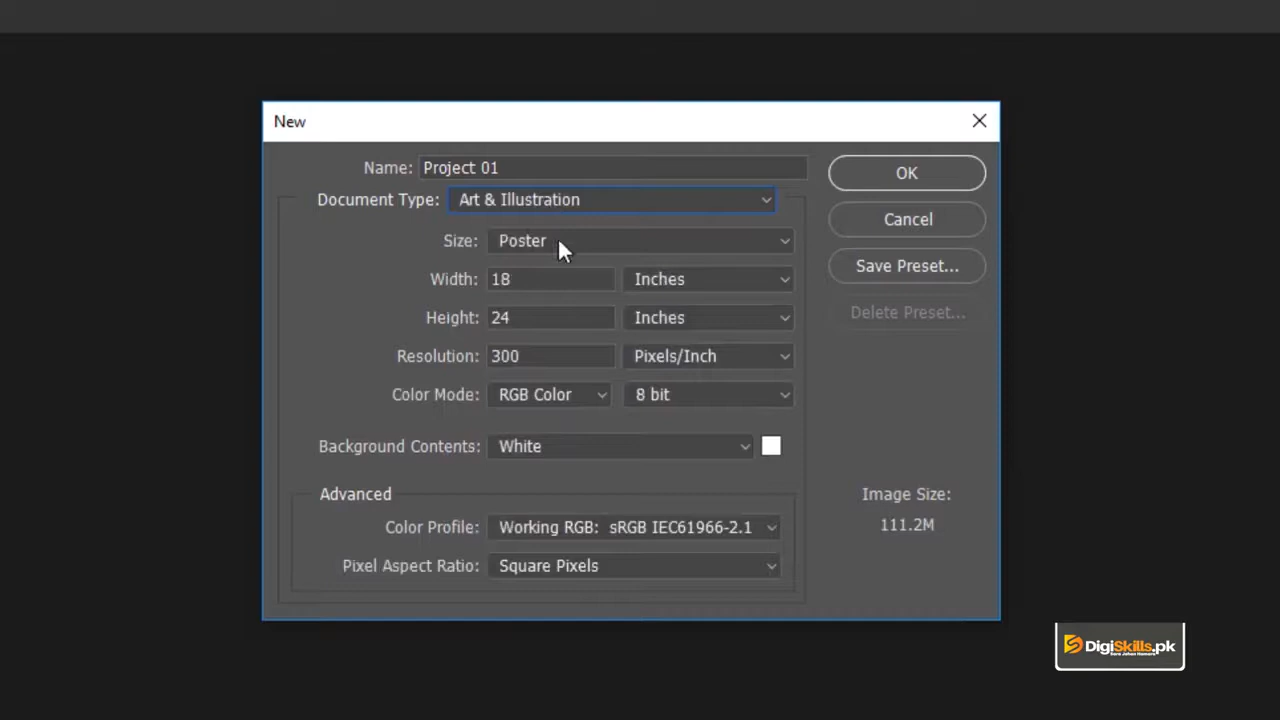 New
Name: Project 01
OK
Document Type: Art & Illustration
Cancel
Size: Poster
Save Preset...
Width: 18 Inches
Delete Preset...
Height: 24 Inches
Resolution: 300 Pixels/Inch
Color Mode: RGB Color 8 bit
Background Contents: White
Advanced
Image Size:
111.2M
Color Profile: Working RGB: sRGB IEC61966-2.1
Pixel Aspect Ratio: Square Pixels
DigiSkills.pk